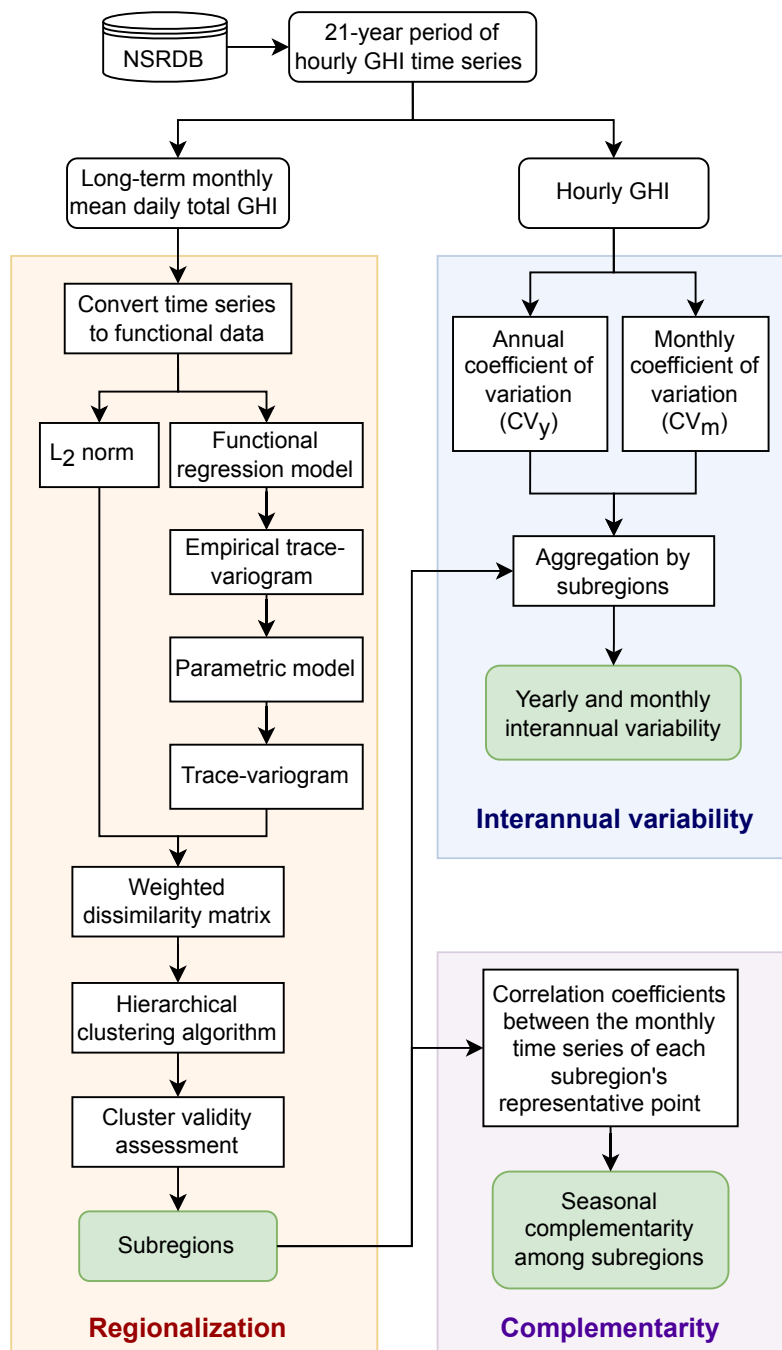 NSRDB
21-year period of
hourly GHI time series
Long-term monthly
mean daily total GHI
Hourly GHI
Convert time series
to functional data
L2 norm
Functional
regression model
Empirical trace-
variogram
Parametric model
Trace-variogram
Weighted
dissimilarity matrix
Hierarchical
clustering algorithm
Cluster validity
assessment
Subregions
Regionalization
Annual
coefficient of
variation
(CVy)
Monthly
coefficient of
variation
(CVm)
Aggregation by
subregions
Yearly and monthly
interannual variability
Interannual variability
Correlation coefficients
between the monthly
time series of each
subregion's
representative point
Seasonal
complementarity
among subregions
Complementarity